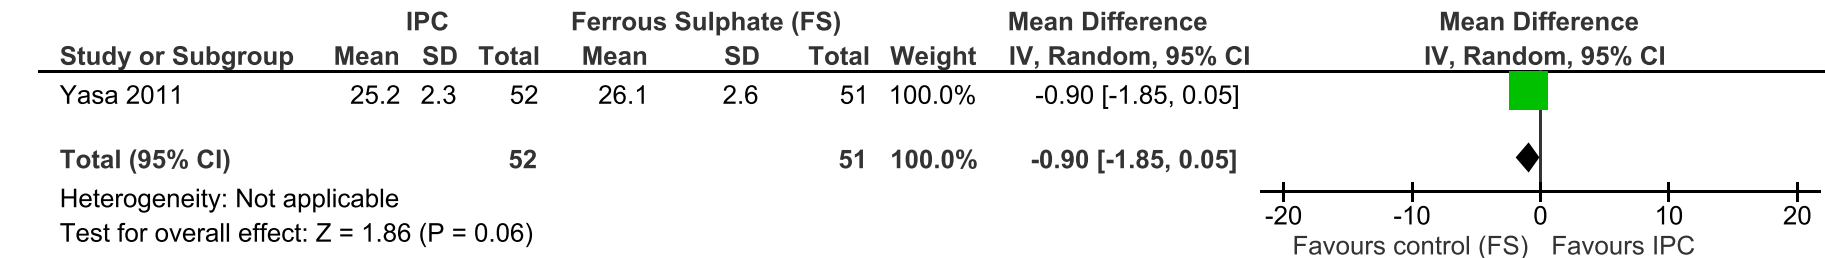 IPC Ferrous Sulphate (FS) Mean Difference Mean Difference
Study or Subgroup Mean SD Total Mean SD Total Weight IV, Random, 95% CI IV, Random, 95% CI
Yasa 2011 25.2 2.3 52 26.1 2.6 51 100.0% -0.90 [-1.85, 0.05]
Total (95% CI) 52 51 100.0% -0.90 [-1.85, 0.05]
Heterogeneity: Not applicable
Test for overall effect: Z = 1.86 (P = 0.06)
-20 -10 0 10 20
Favours control (FS) Favours IPC